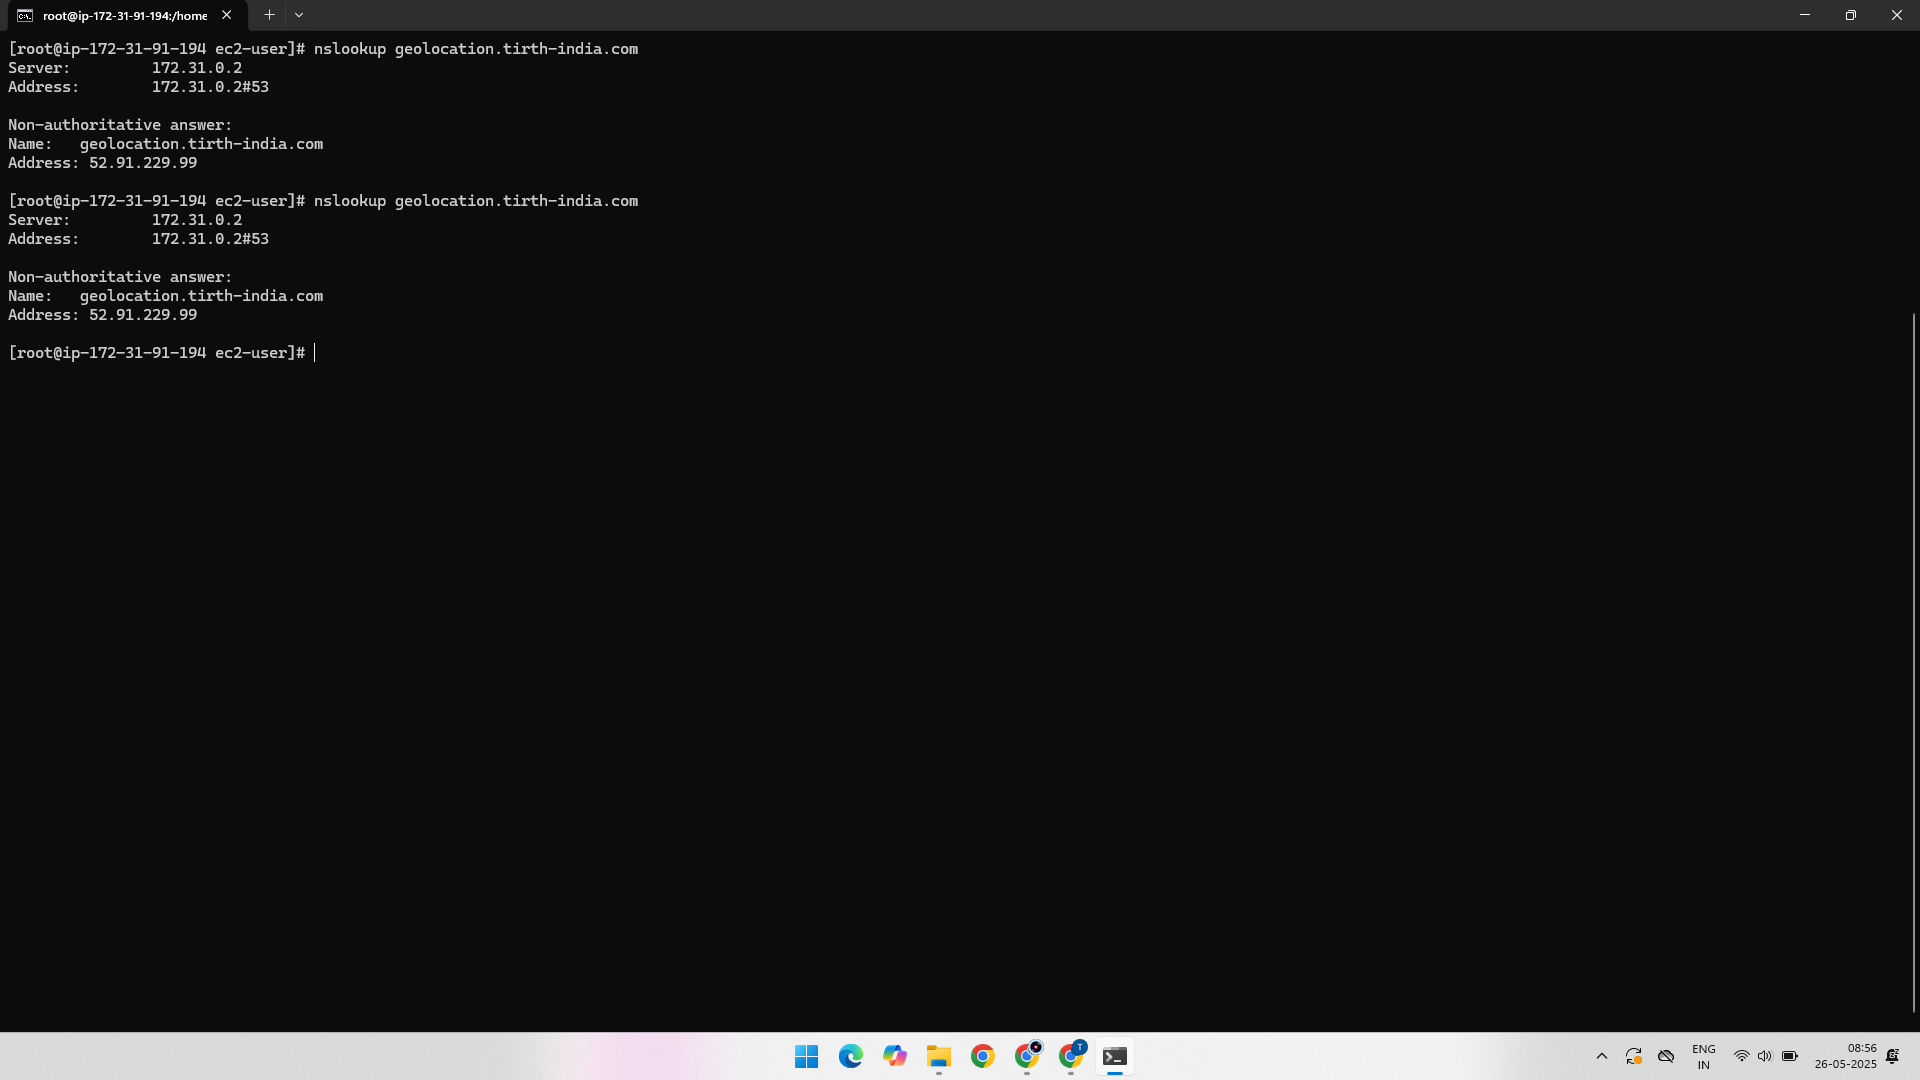 root@ip-172-31-91-194:/home
[root@ip-172-31-91-194 ec2-user]# nslookup geolocation.tirth-india.com
Server:         172.31.0.2
Address:        172.31.0.2#53
Non-authoritative answer:
Name:   geolocation.tirth-india.com
Address: 52.91.229.99
[root@ip-172-31-91-194 ec2-user]# nslookup geolocation.tirth-india.com
Server:         172.31.0.2
Address:        172.31.0.2#53
Non-authoritative answer:
Name:   geolocation.tirth-india.com
Address: 52.91.229.99
[root@ip-172-31-91-194 ec2-user]#
T
ENG
IN
08:56
26-05-2025